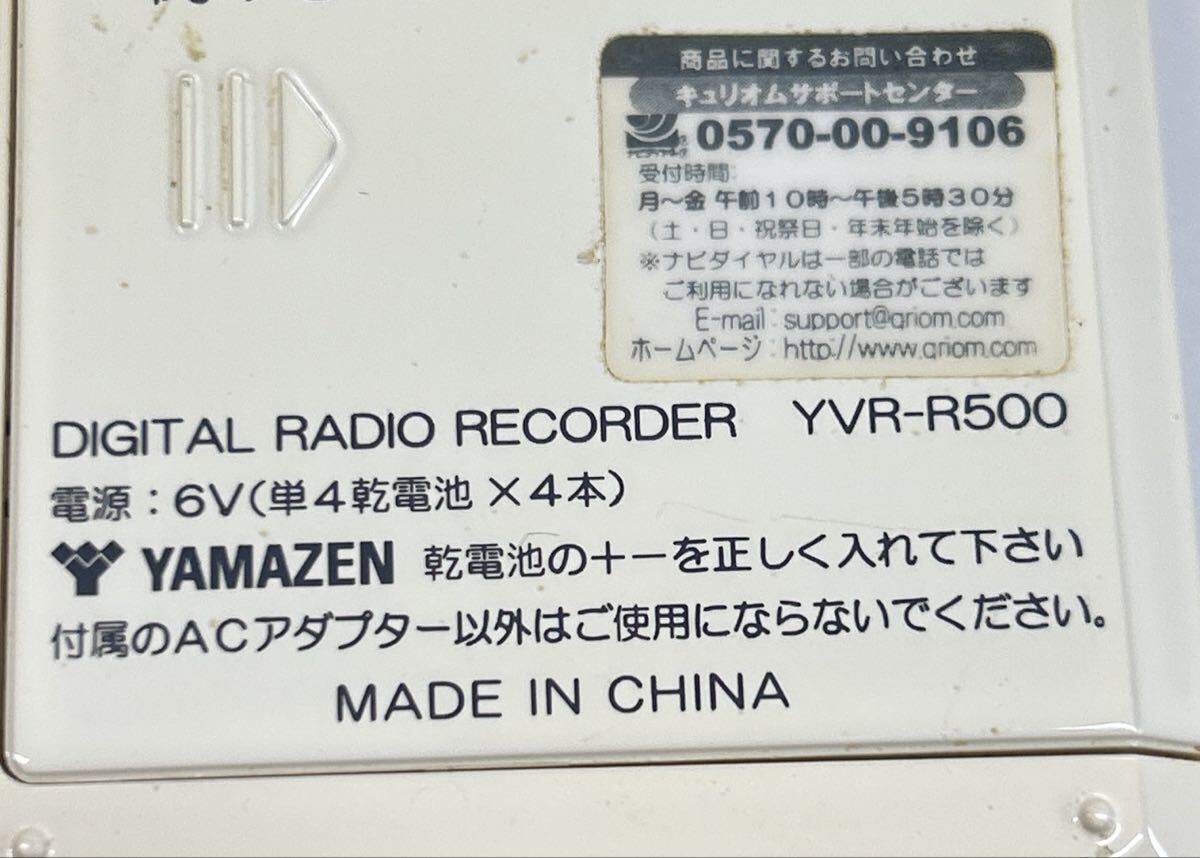 商品に関するお問い合わせ
キュリオムサポートセンター
0570-00-9106
受付時間:
月〜金 午前10時〜午後5時30分
(土・日・祝祭日・年末年始を除く)
※ナビダイヤルは一部の電話では
ご利用になれない場合がございます
E-mail:support@qriom.com
ホームページ:http://www.qriom.com
DIGITAL RADIO RECORDER YVR-R500
電源:6V(単4乾電池×4本)
YAMAZEN 乾電池の+−を正しく入れて下さい
付属のACアダプター以外はご使用にならないでください。
MADE IN CHINA